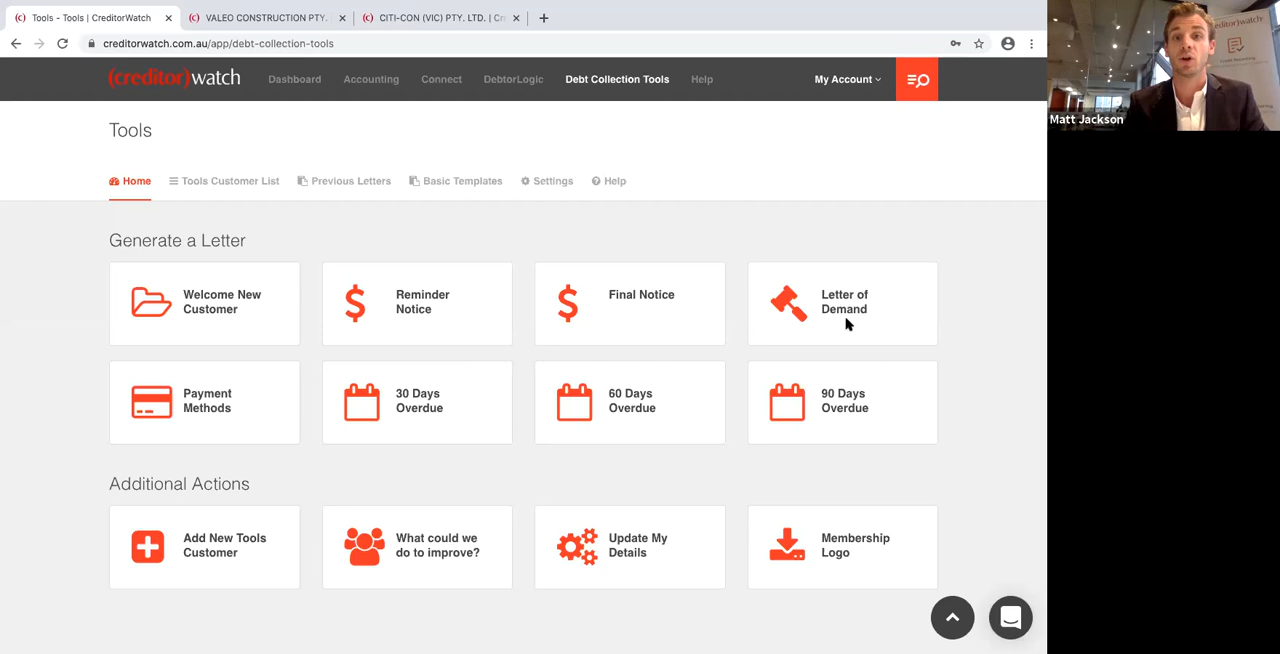 Tools - Tools | CreditorWatch
VALEO CONSTRUCTION PTY.
CITI-CON (VIC) PTY. LTD. | Cr
creditorwatch.com.au/app/debt-collection-tools
(creditor)watch
Dashboard
Accounting
Connect
DebtorLogic
Debt Collection Tools
Help
My Account
Tools
Home
Tools Customer List
Previous Letters
Basic Templates
Settings
Help
Generate a Letter
Welcome New
Customer
Reminder
Notice
Final Notice
Letter of
Demand
Payment
Methods
30 Days
Overdue
60 Days
Overdue
90 Days
Overdue
Additional Actions
Add New Tools
Customer
What could we
do to improve?
Update My
Details
Membership
Logo
Matt Jackson